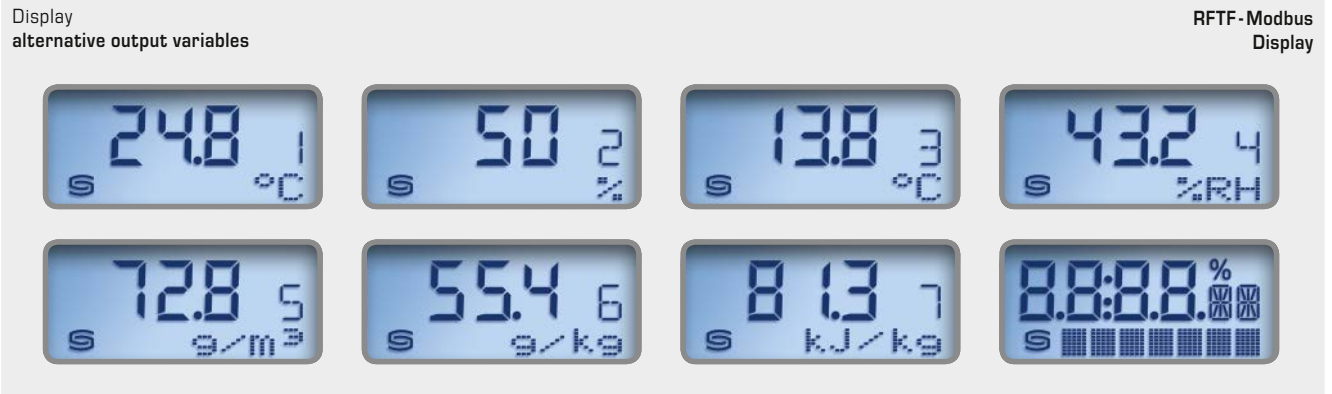 Display
alternative output variables
RFTF-Modbus
Display
24.8 1
°C
50 2
%
13.8 3
°C
43.2 4
%RH
72.8 5
g/m³
55.4 6
g/kg
81.3 7
kJ/kg
8.8:8.8.%